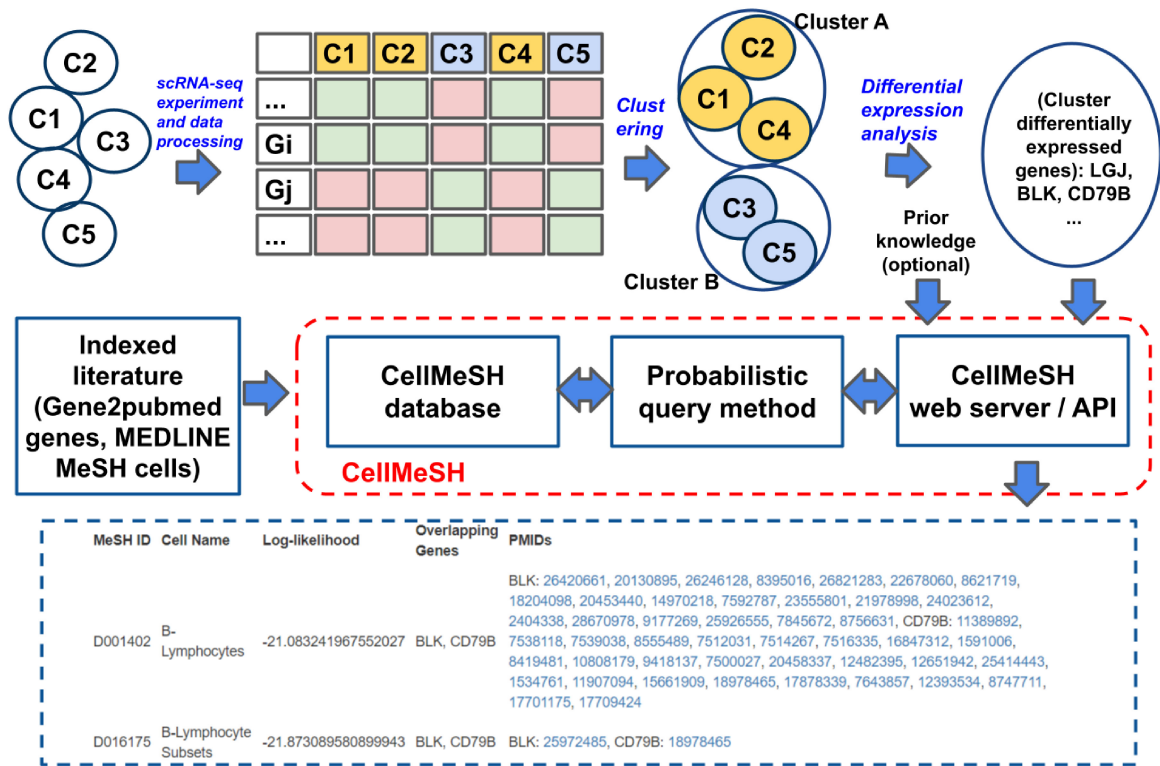 C2
C1
C3
C4
C5
scRNA-seq
experiment
and data
processing
C1 C2 C3 C4 C5
...
Gi
Gj
...
Clust
ering
Cluster A
C2
C1
C4
C3
C5
Cluster B
Differential
expression
analysis
(Cluster
differentially
expressed
genes): LGJ,
BLK, CD79B
...
Prior
knowledge
(optional)
Indexed
literature
(Gene2pubmed
genes, MEDLINE
MeSH cells)
CellMeSH
database
Probabilistic
query method
CellMeSH
web server / API
CellMeSH
MeSH ID Cell Name Log-likelihood Overlapping
Genes PMIDs
BLK: 26420661, 20130895, 26246128, 8395016, 26821283, 22678060, 8621719,
18204098, 20453440, 14970218, 7592787, 23555801, 21978998, 24023612,
2404338, 28670978, 9177269, 25926555, 7845672, 8756631, CD79B: 11389892,
D001402 B-
Lymphocytes -21.083241967552027 BLK, CD79B 7538118, 7539038, 8555489, 7512031, 7514267, 7516335, 16847312, 1591006,
8419481, 10808179, 9418137, 7500027, 20458337, 12482395, 12651942, 25414443,
1534761, 11907094, 15661909, 18978465, 17878339, 7643857, 12393534, 8747711,
17701175, 17709424
D016175 B-Lymphocyte
Subsets -21.873089580899943 BLK, CD79B BLK: 25972485, CD79B: 18978465